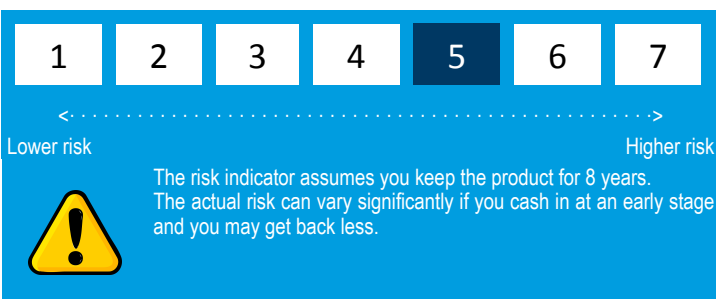 1 2 3 4 5 6 7
<· · · · · · · · · · · · · · · · · · · · · · · · · · · · · · · · · · · · · · · · · · · · · · · · · · · · · ·>
Lower risk Higher risk
The risk indicator assumes you keep the product for 8 years.
The actual risk can vary significantly if you cash in at an early stage
and you may get back less.